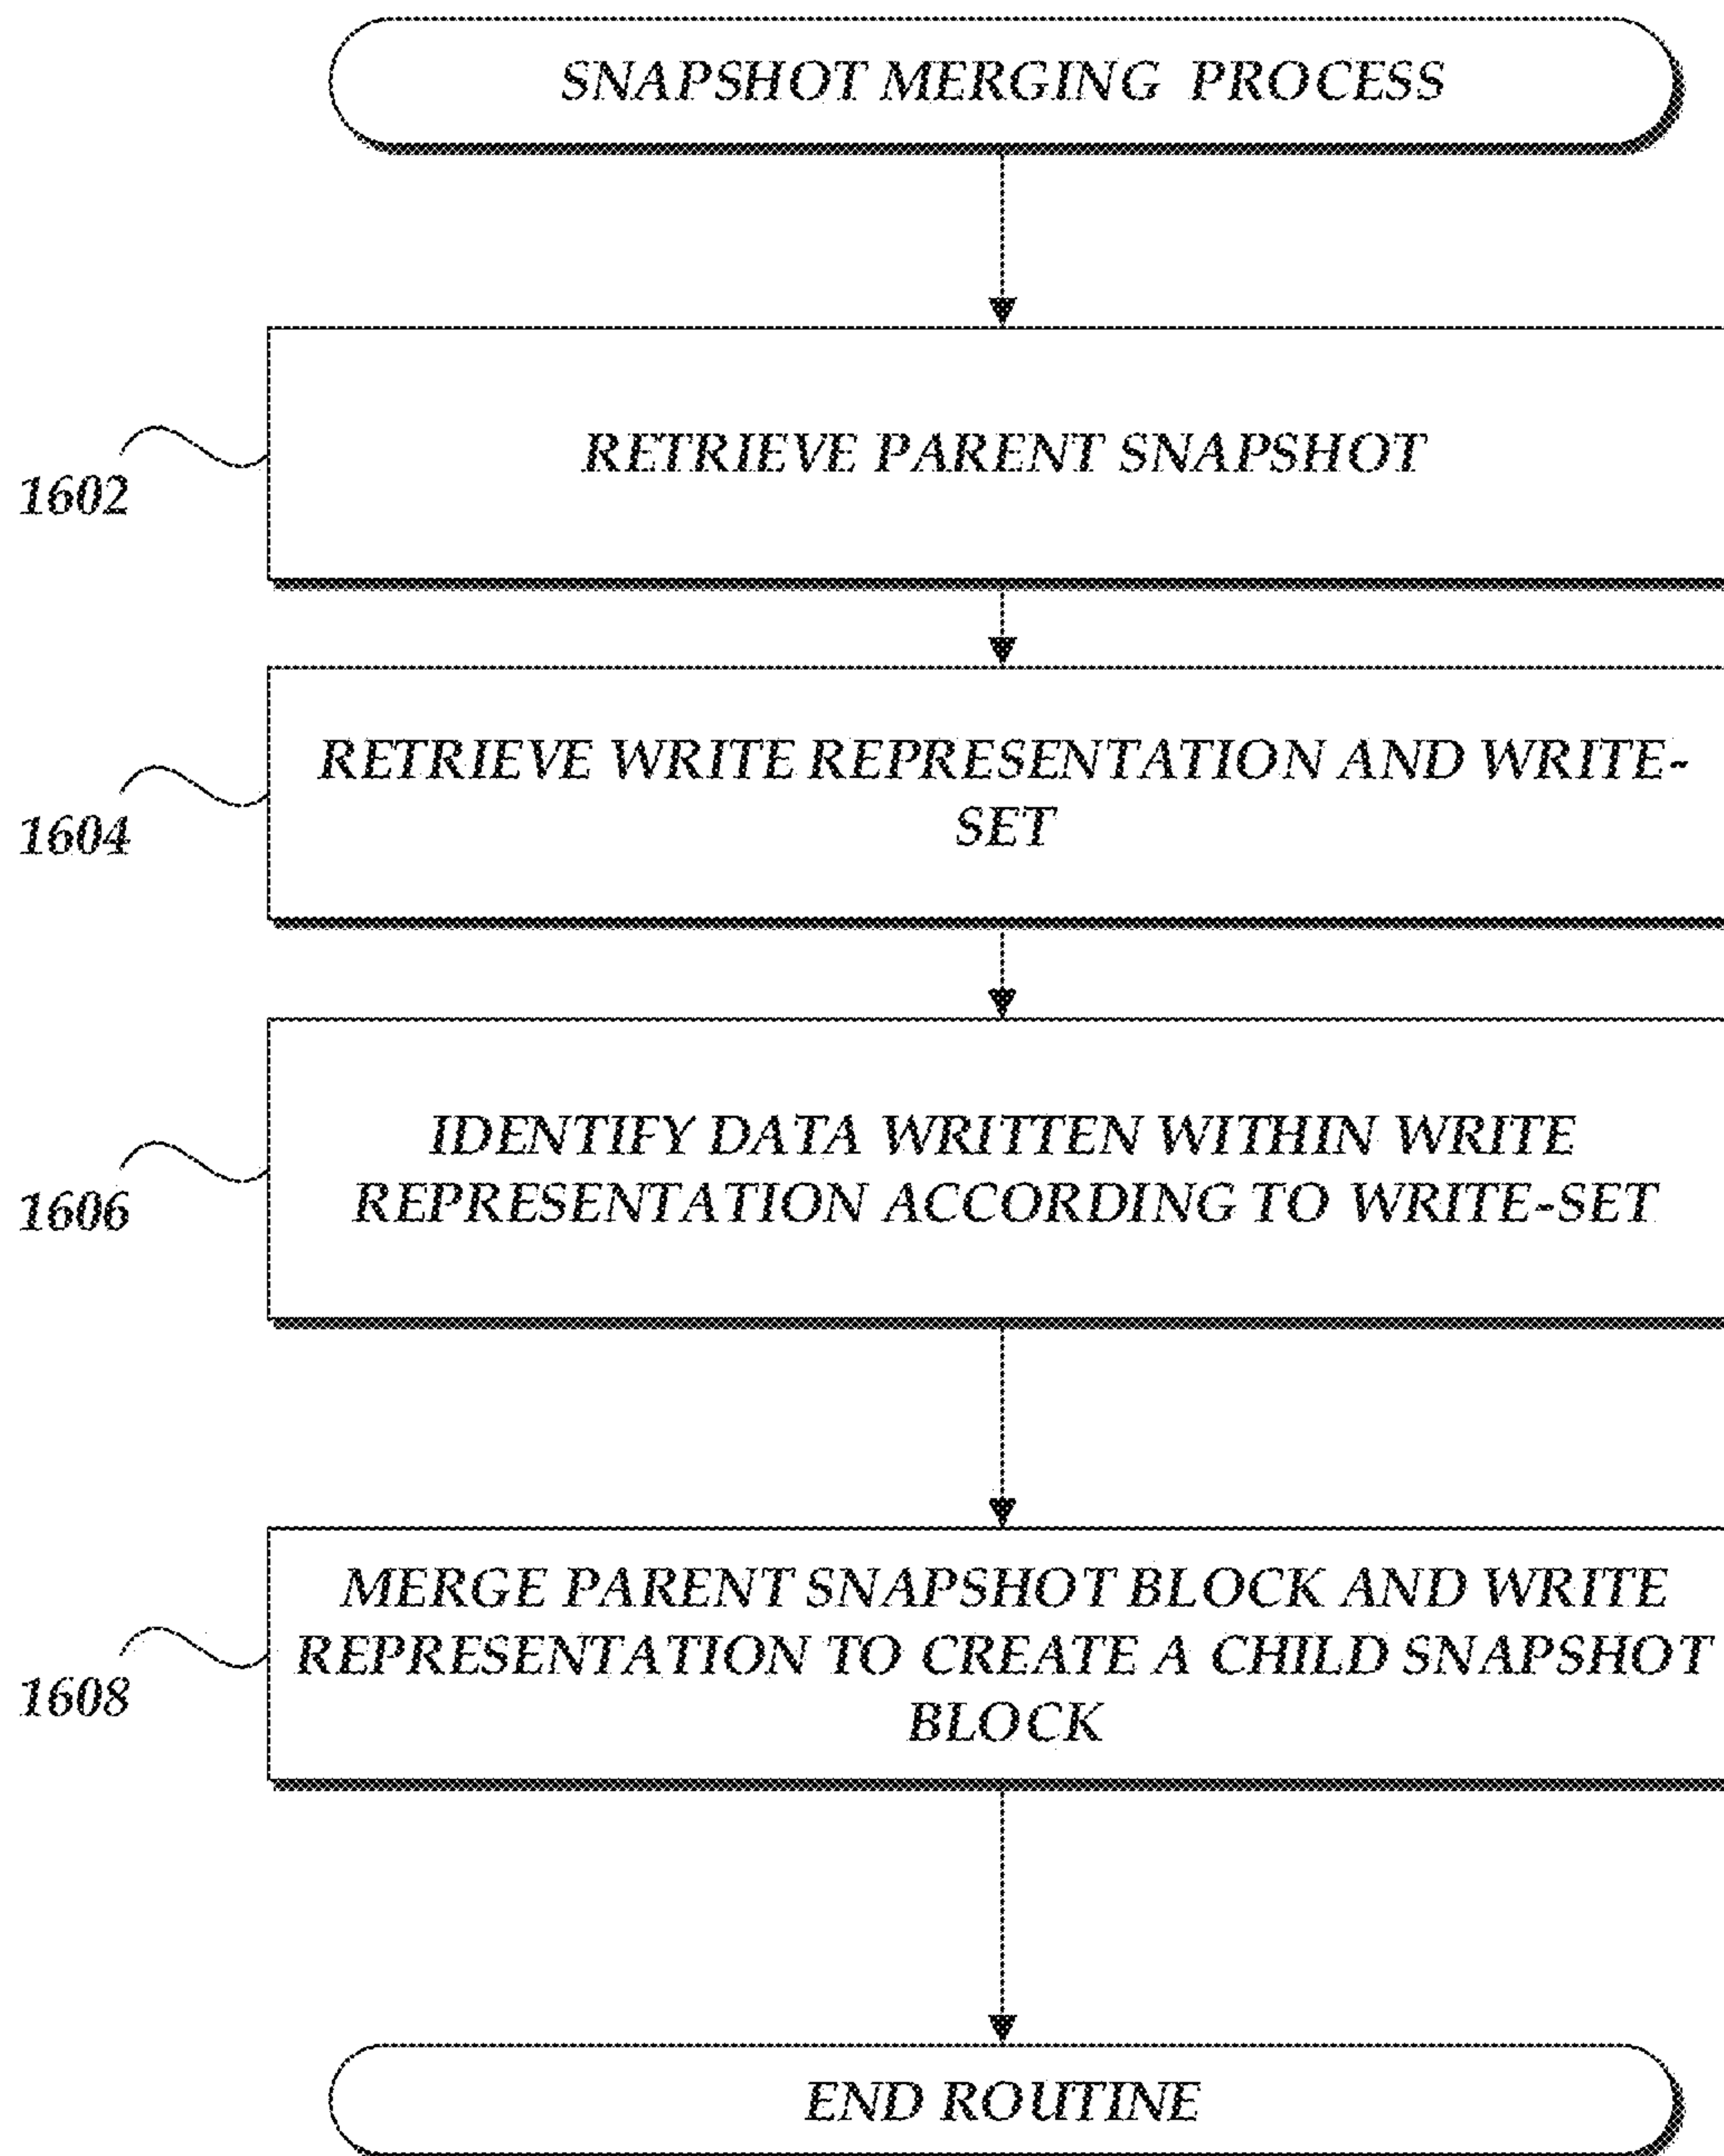 SNAPSHOT MERGING PROCESS
RETRIEVE PARENT SNAPSHOT
1602
RETRIEVE WRITE REPRESENTATION AND WRITE-
SET
1604
IDENTIFY DATA WRITTEN WITHIN WRITE
REPRESENTATION ACCORDING TO WRITE-SET
1606
MERGE PARENT SNAPSHOT BLOCK AND WRITE
REPRESENTATION TO CREATE A CHILD SNAPSHOT
BLOCK
1608
END ROUTINE